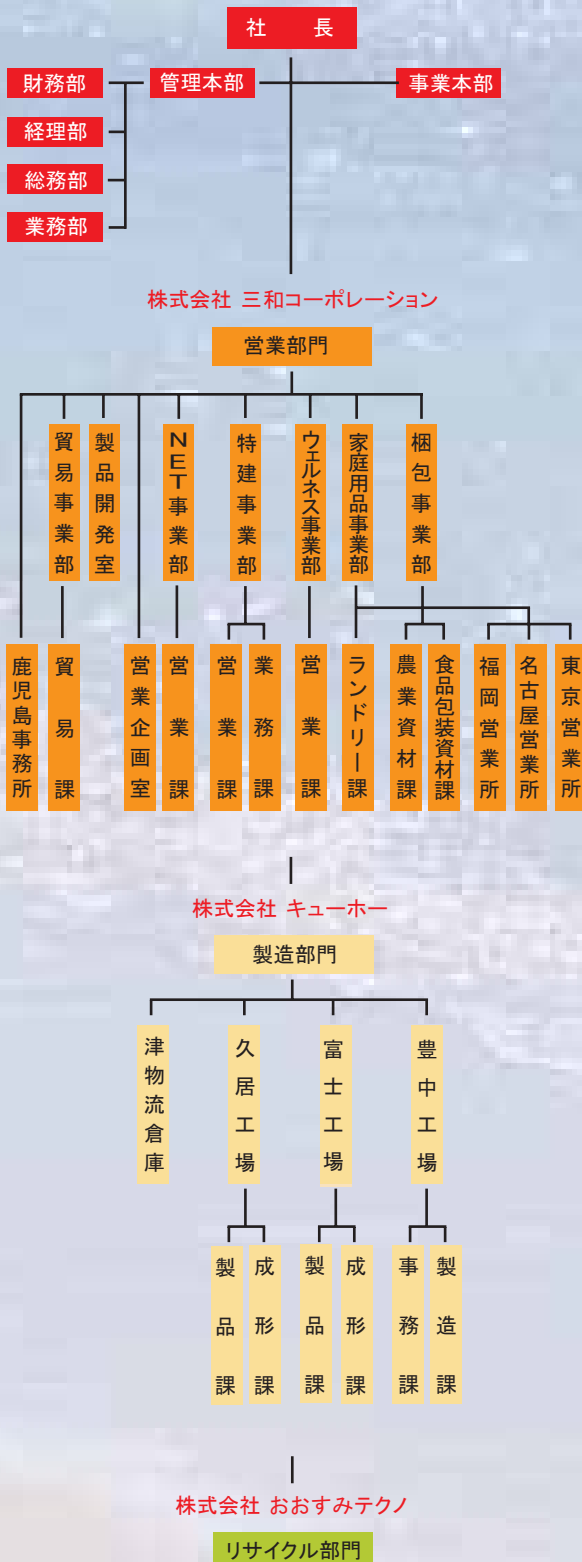 社長
財務部
管理本部
事業本部
経理部
総務部
業務部
株式会社 三和コーポレーション
営業部門
貿易事業部
製品開発室
NET事業部
特建事業部
ウェルネス事業部
家庭用品事業部
梱包事業部
鹿児島事務所
貿易課
営業企画室
営業課
営業課
業務課
営業課
ランドリー課
農業資材課
食品包装資材課
福岡営業所
名古屋営業所
東京営業所
株式会社 キューホー
製造部門
津物流倉庫
久居工場
富士工場
豊中工場
製品課
成形課
製品課
成形課
事務課
製造課
株式会社 おおすみテクノ
リサイクル部門